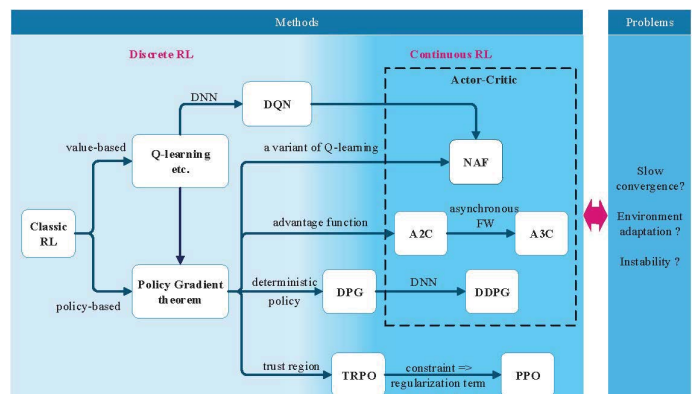 Methods
Problems
Discrete RL
Continuous RL
Actor-Critic
DNN
DQN
value-based
Q-learning
etc.
a variant of Q-learning
NAF
Classic
RL
advantage function
A2C
asynchronous
FW
A3C
policy-based
Policy Gradient
theorem
deterministic
policy
DPG
DNN
DDPG
trust region
TRPO
constraint =>
regularization term
PPO
Slow
convergence?
Environment
adaptation ?
Instability ?